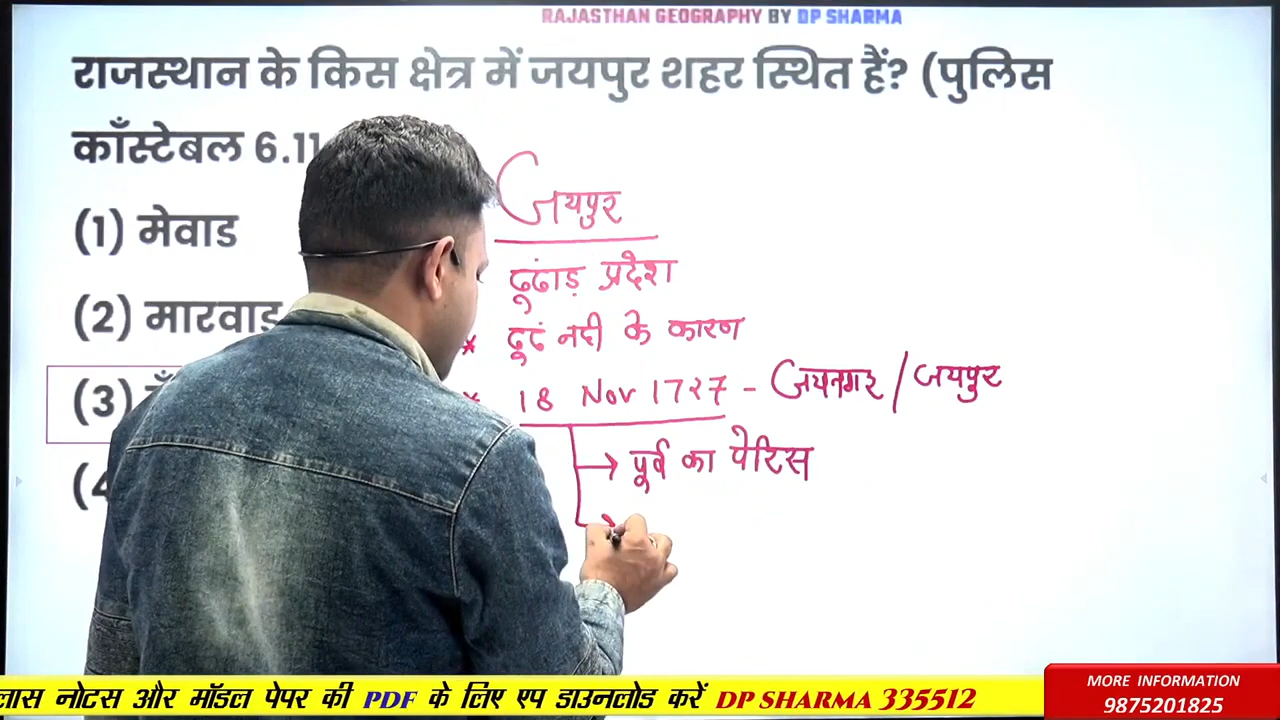 RAJASTHAN GEOGRAPHY BY DP SHARMA
राजस्थान के किस क्षेत्र में जयपुर शहर स्थित हैं? (पुलिस
काँस्टेबल 6.11
(1) मेवाड
(2) मारवाड
(3)
(4
जयपुर
ढूंढाड़ प्रदेश
* ढूढं नदी के कारण
* 18 Nov 1727 - जयनगर / जयपुर
→ पूर्व का पेरिस
लास नोटस और मॉडल पेपर की PDF के लिए एप डाउनलोड करें DP SHARMA 335512
MORE INFORMATION
9875201825